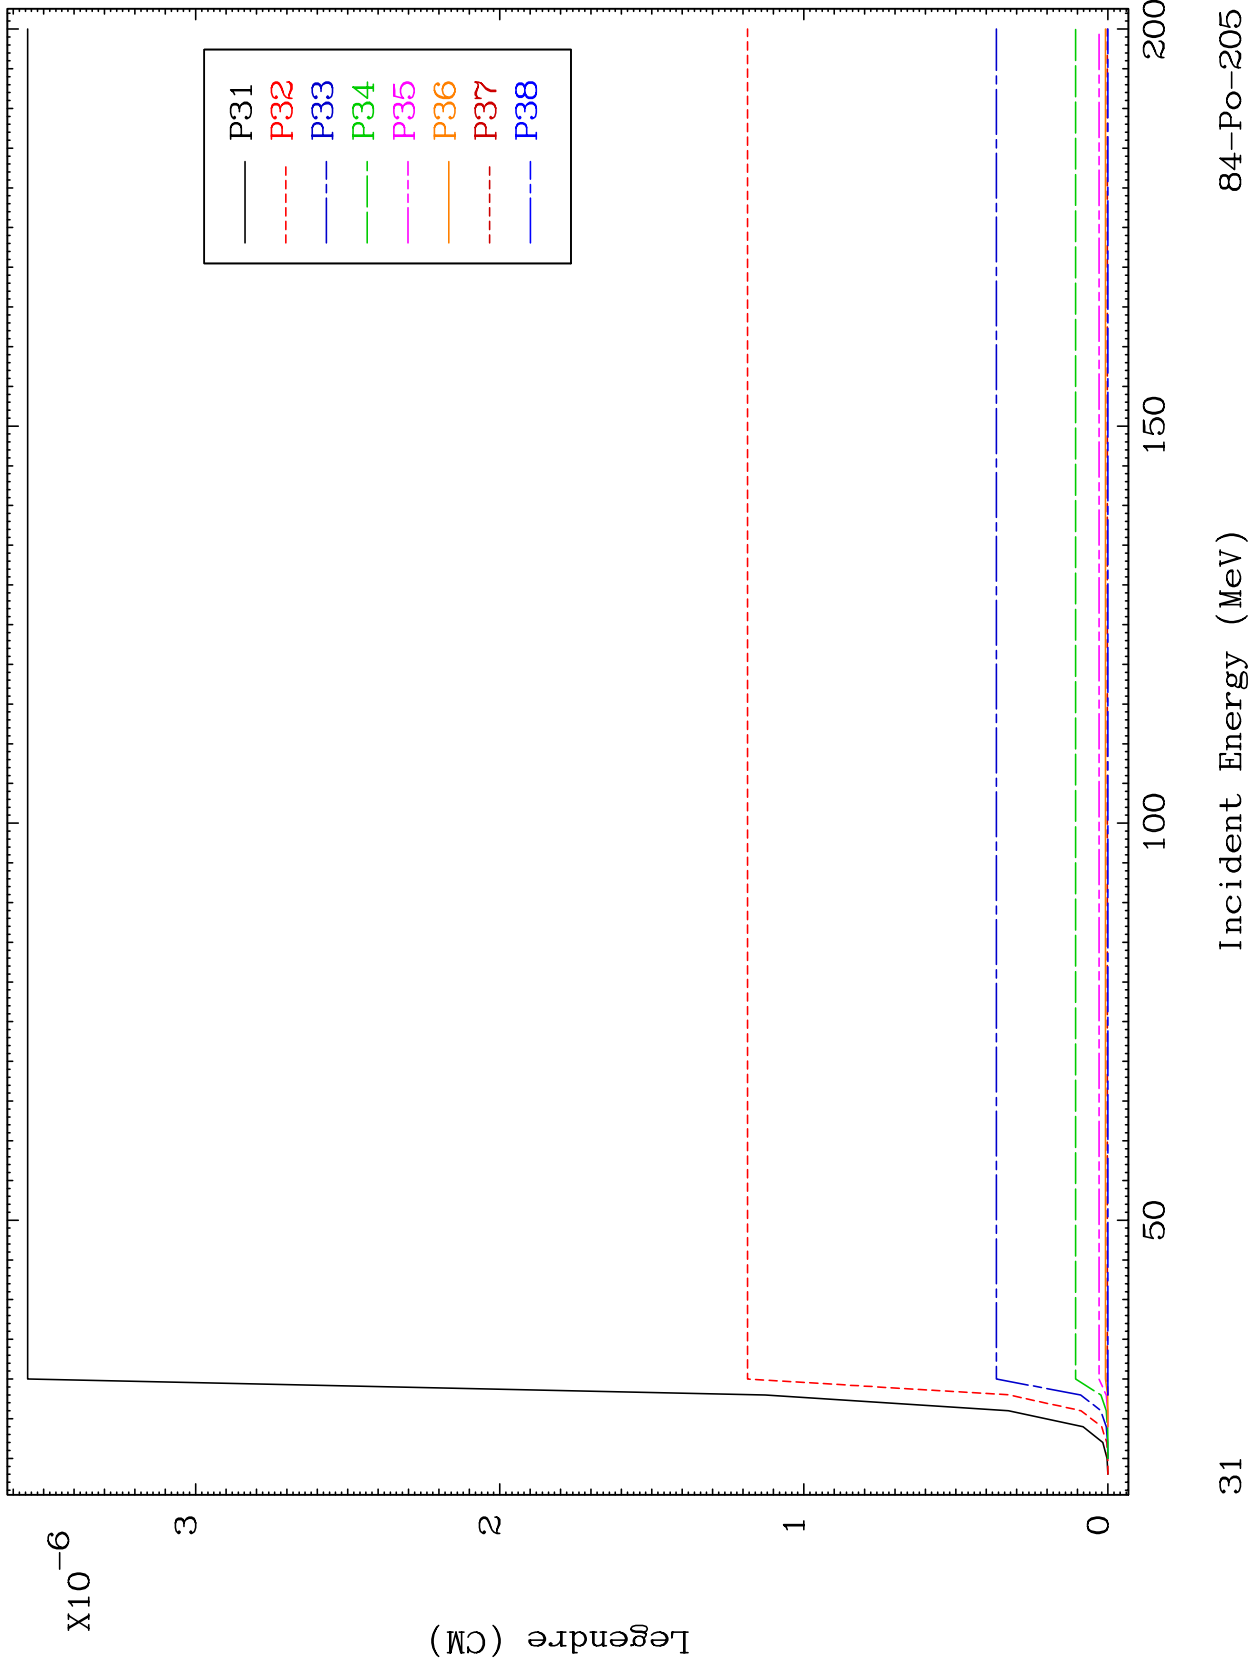 X10-6
3
2
1
0
Legendre (CM)
P31
P32
P33
P34
P35
P36
P37
P38
50
100
150
200
Incident Energy (MeV)
31
84-Po-205